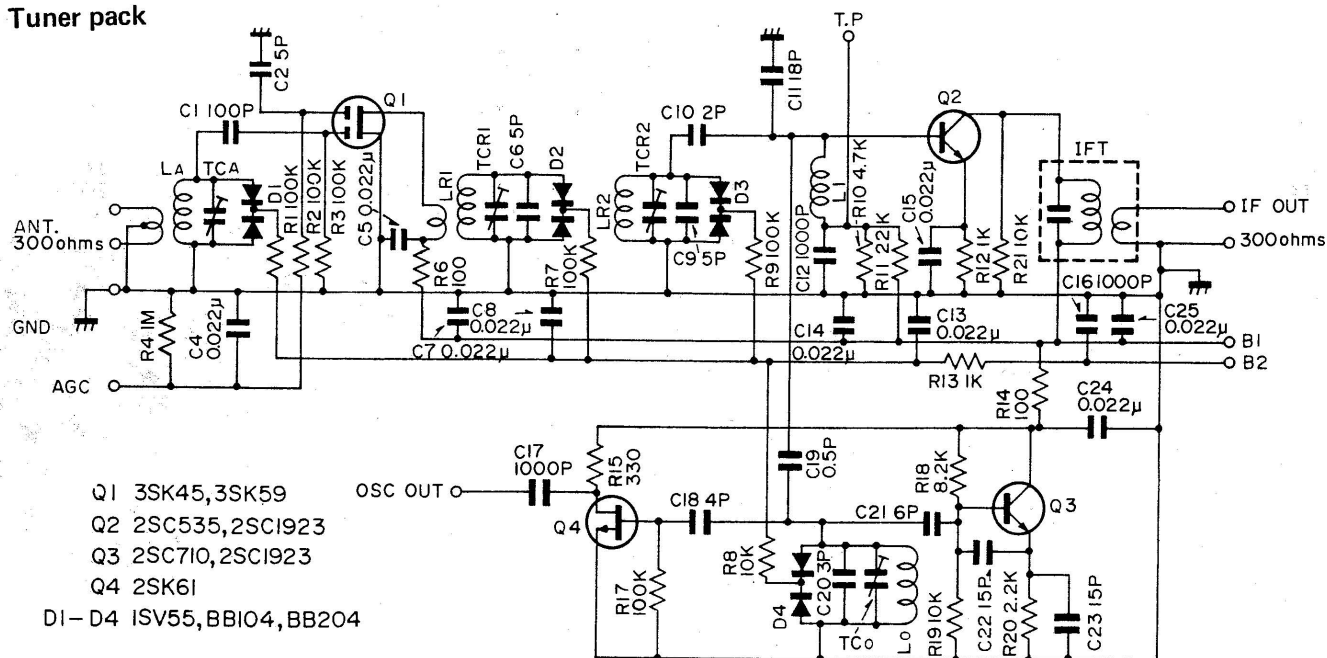 Tuner pack
T.P
C2 5P
C11 18P
Q1
Q2
C1 100P
C10 2P
IFT
LA
TCA
D1
R1 100K
R2 100K
R3 100K
C5 0.022µ
LR1
TCR1
C6 5P
D2
LR2
TCR2
D3
L1
R10 4.7K
C15
0.022µ
ANT.
300ohms
IF OUT
300ohms
R6
100
R7
100K
C9 5P
R9 100K
C12 1000P
R11 22K
R12 1K
R21 10K
GND
R4 1M
C4
0.022µ
C8
0.022µ
C7 0.022µ
C14
0.022µ
C13
0.022µ
C16 1000P
C25
0.022µ
B1
B2
AGC
R13 1K
R14
100
C24
0.022µ
C17
1000P
R15
330
C19
0.5P
R18
8.2K
OSC OUT
C18 4P
C21 6P
Q3
Q4
R17
100K
R8
10K
D4
C20 3P
TCO
LO
R19 10K
C22 15P
R20 2.2K
C23 15P
Q1 3SK45,3SK59
Q2 2SC535,2SC1923
Q3 2SC710,2SC1923
Q4 2SK61
D1-D4 1SV55,BB104,BB204